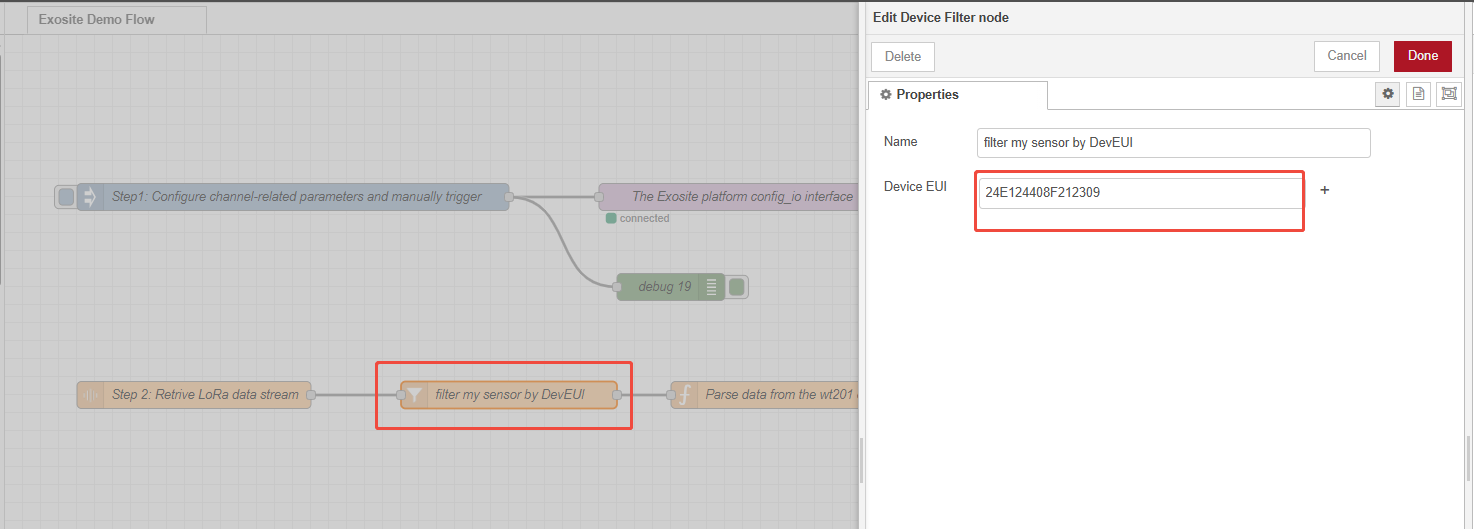 Exosite Demo Flow
Edit Device Filter node
Delete
Cancel
Done
Properties
Name
filter my sensor by DevEUI
Device EUI
24E124408F212309
+
Step1: Configure channel-related parameters and manually trigger
The Exosite platform config_io interface
connected
debug 19
Step 2: Retrive LoRa data stream
filter my sensor by DevEUI
Parse data from the wt201